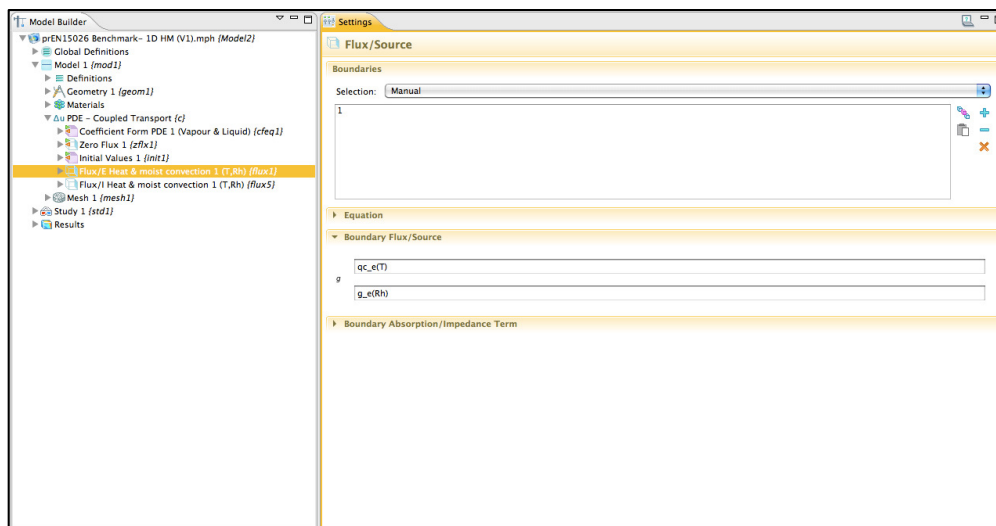 Model Builder
prEN15026 Benchmark- 1D HM (V1).mph {Model2}
Global Definitions
Model 1 {mod1}
Definitions
Geometry 1 {geom1}
Materials
Δu PDE - Coupled Transport {c}
Coefficient Form PDE 1 (Vapour & Liquid) {cfeq1}
Zero Flux 1 {zflx1}
Initial Values 1 {init1}
Flux/E Heat & moist convection 1 (T,Rh) {flux1}
Flux/I Heat & moist convection 1 (T,Rh) {flux5}
Mesh 1 {mesh1}
Study 1 {std1}
Results
Settings
Flux/Source
Boundaries
Selection: Manual
1
Equation
Boundary Flux/Source
qc_e(T)
g
g_e(Rh)
Boundary Absorption/Impedance Term